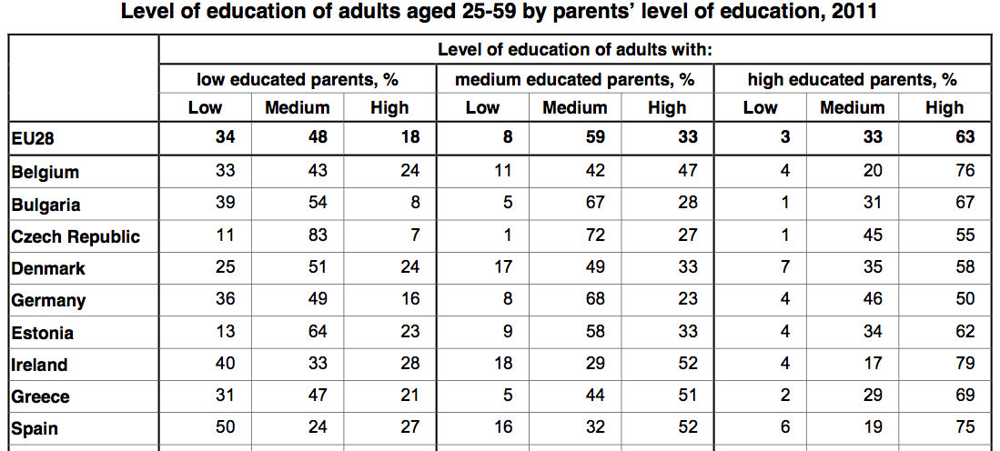 Level of education of adults aged 25-59 by parents' level of education, 2011
Level of education of adults with:
low educated parents, % medium educated parents, % high educated parents, %
Low Medium High Low Medium High Low Medium High
EU28 34 48 18 8 59 33 3 33 63
Belgium 33 43 24 11 42 47 4 20 76
Bulgaria 39 54 8 5 67 28 1 31 67
Czech Republic 11 83 7 1 72 27 1 45 55
Denmark 25 51 24 17 49 33 7 35 58
Germany 36 49 16 8 68 23 4 46 50
Estonia 13 64 23 9 58 33 4 34 62
Ireland 40 33 28 18 29 52 4 17 79
Greece 31 47 21 5 44 51 2 29 69
Spain 50 24 27 16 32 52 6 19 75